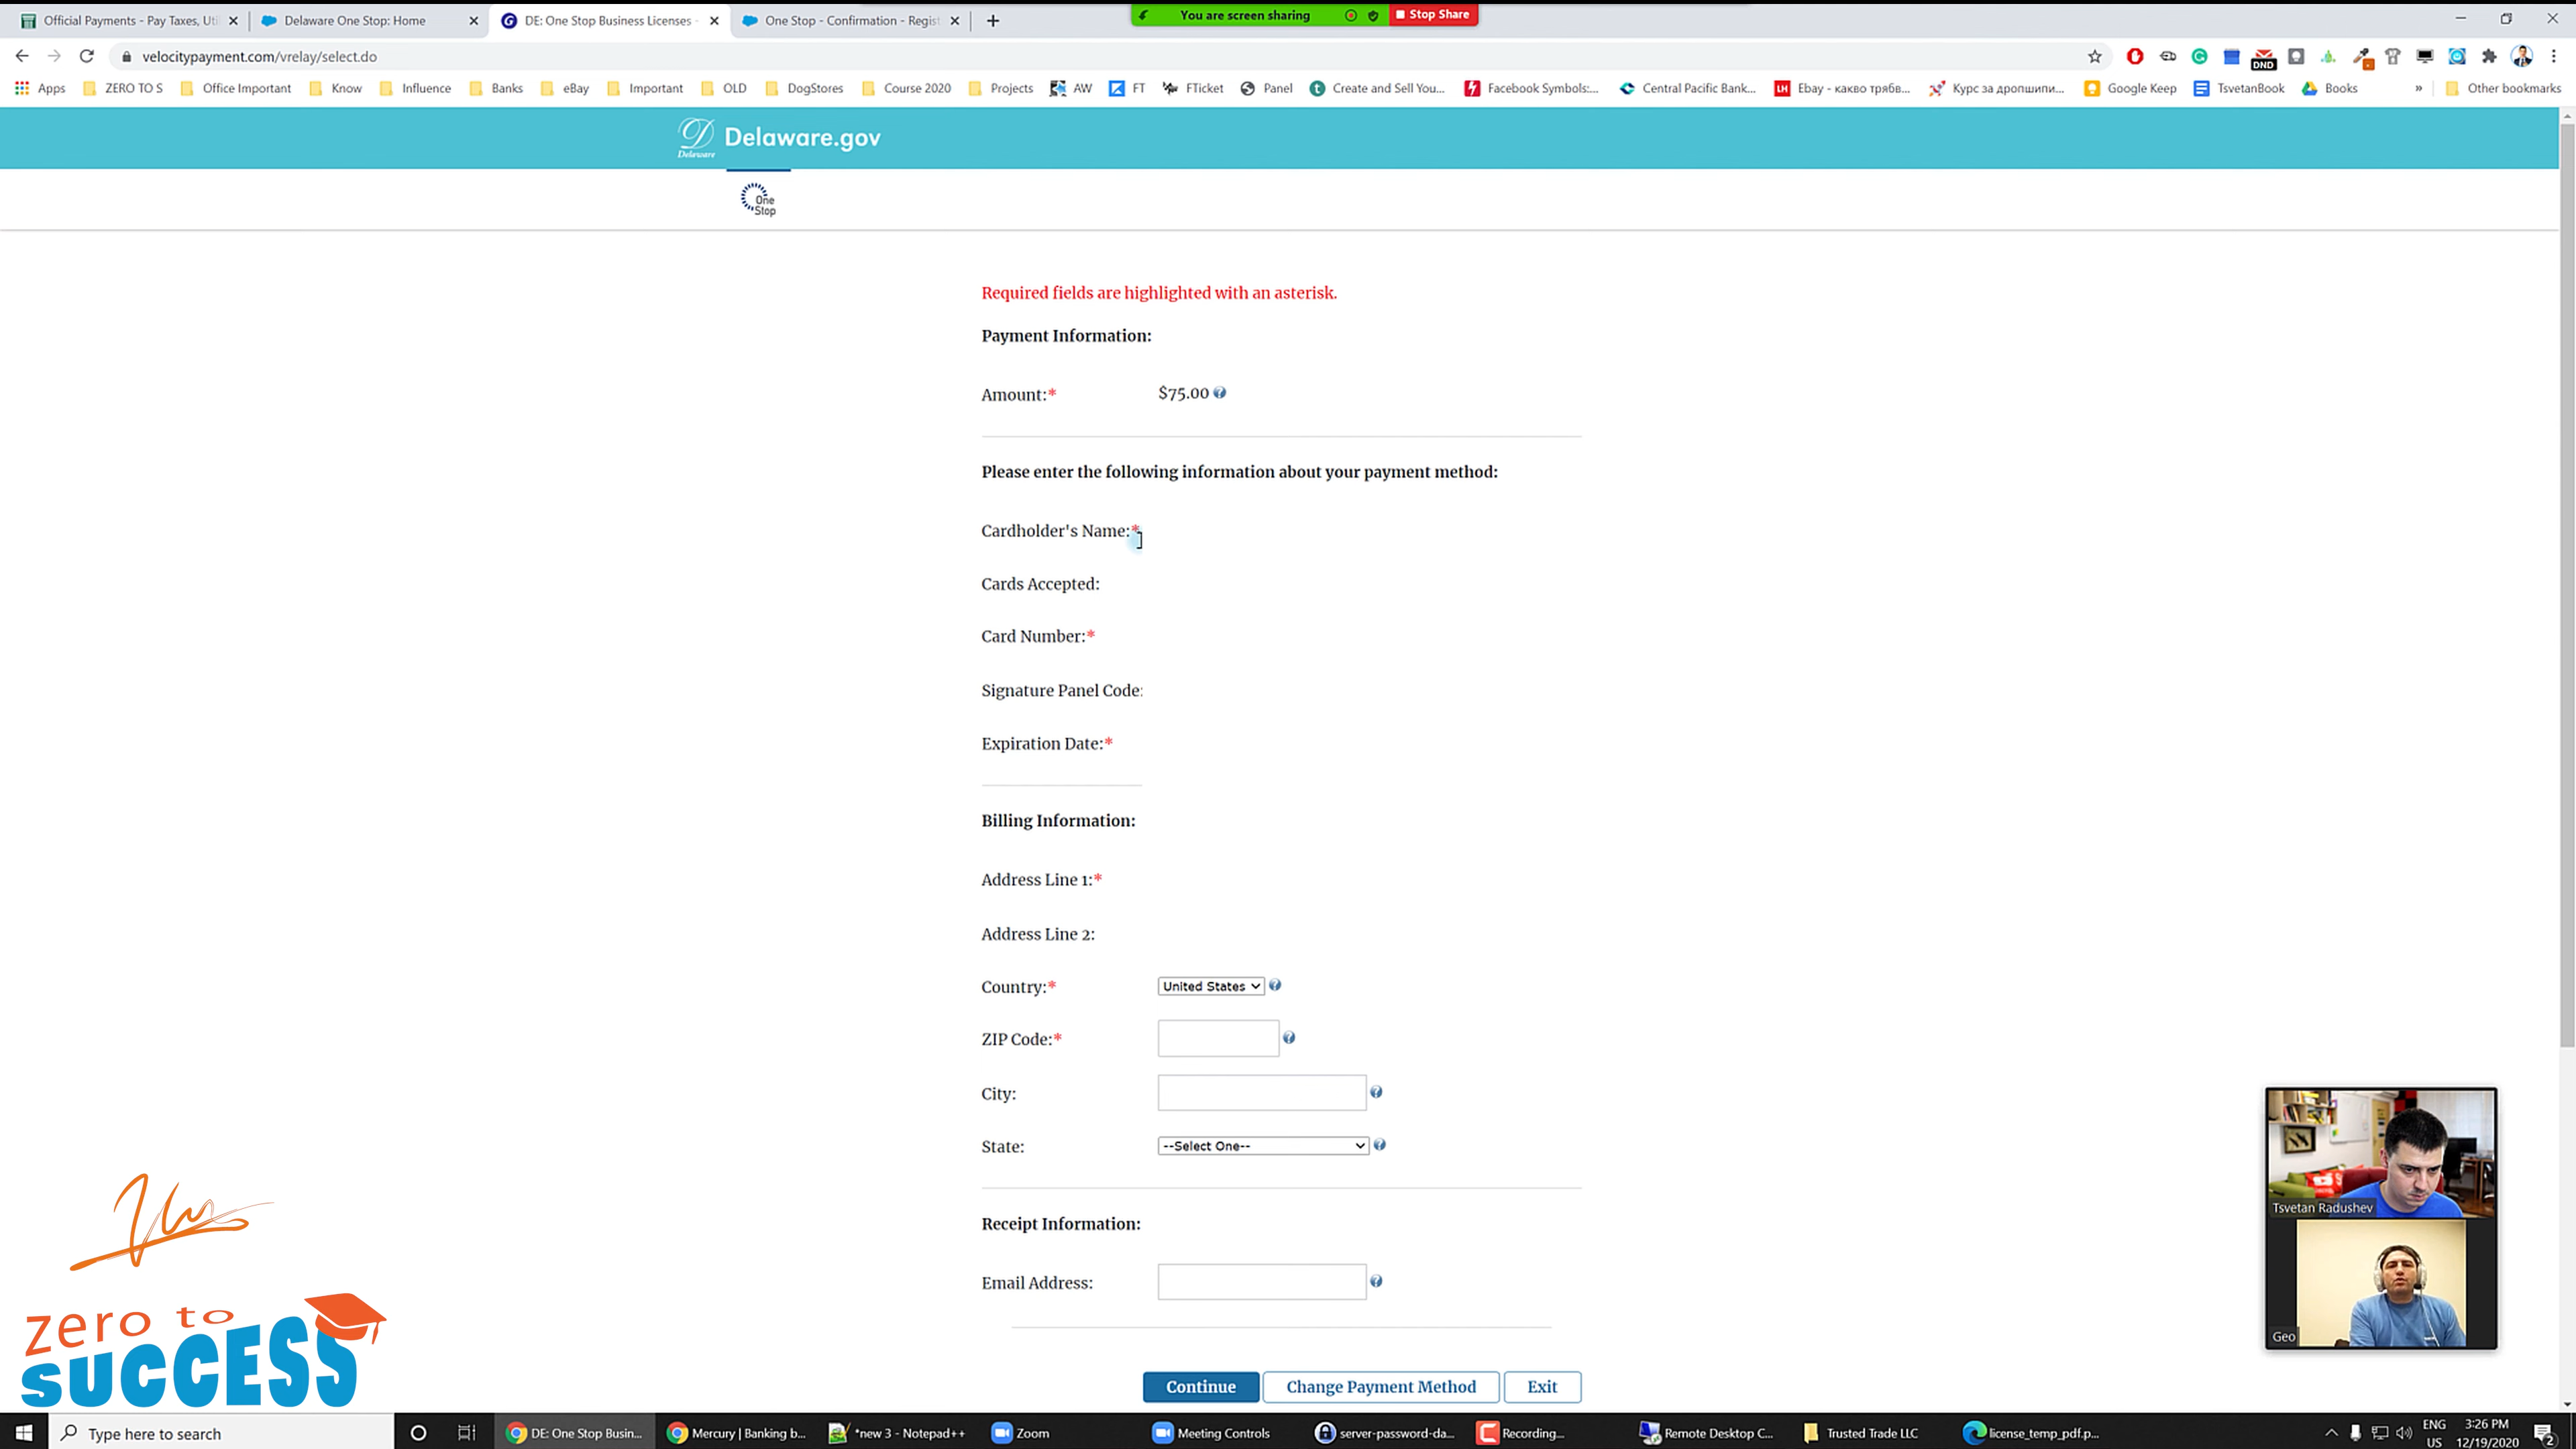 Official Payments - Pay Taxes, Uti
Delaware One Stop: Home
DE: One Stop Business Licenses -
One Stop - Confirmation - Regist
You are screen sharing
Stop Share
velocitypayment.com/vrelay/select.do
DND
Apps
ZERO TO S
Office Important
Know
Influence
Banks
eBay
Important
OLD
DogStores
Course 2020
Projects
AW
FT
FTicket
Panel
Create and Sell You...
Facebook Symbols:...
Central Pacific Bank...
LH
Ebay - какво трябв...
Курс за дропшипи...
Google Keep
TsvetanBook
Books
»
Other bookmarks
Delaware
Delaware.gov
One Stop
Required fields are highlighted with an asterisk.
Payment Information:
Amount:* $75.00
Please enter the following information about your payment method:
Cardholder's Name:*
Cards Accepted:
Card Number:*
Signature Panel Code:
Expiration Date:*
Billing Information:
Address Line 1:*
Address Line 2:
Country:* United States
ZIP Code:*
City:
State: --Select One--
Receipt Information:
Email Address:
Continue
Change Payment Method
Exit
Tsvetan Radushev
Geo
zero to
SUCCESS
Type here to search
DE: One Stop Busin...
Mercury | Banking b...
*new 3 - Notepad++
Zoom
Meeting Controls
server-password-da...
Recording...
Remote Desktop C...
Trusted Trade LLC
license_temp_pdf.p...
ENG
US
3:26 PM
12/19/2020
2